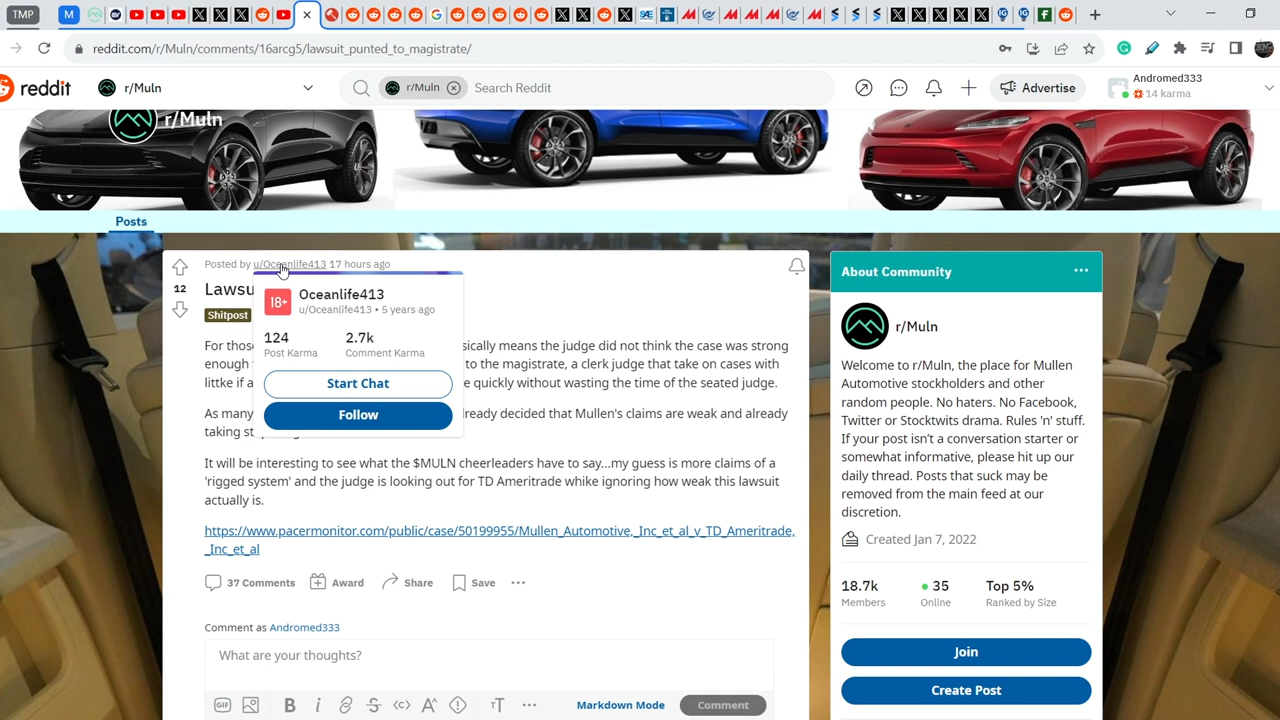 TMP
reddit.com/r/Muln/comments/16arcg5/lawsuit_punted_to_magistrate/
reddit
r/Muln
r/Muln
Search Reddit
Advertise
Andromed333
14 karma
r/Muln
Posts
Posted by u/Oceanlife413 17 hours ago
12
Lawsu
Shitpost
18+
Oceanlife413
u/Oceanlife413 • 5 years ago
124
2.7k
Post Karma
Comment Karma
Start Chat
Follow
For those sically means the judge did not think the case was strong
enough to the magistrate, a clerk judge that take on cases with
littke if a e quickly without wasting the time of the seated judge.
As many lready decided that Mullen's claims are weak and already
taking
It will be interesting to see what the $MULN cheerleaders have to say...my guess is more claims of a
'rigged system' and the judge is looking out for TD Ameritrade whike ignoring how weak this lawsuit
actually is.
https://www.pacermonitor.com/public/case/50199955/Mullen_Automotive,_Inc_et_al_v_TD_Ameritrade,
_Inc_et_al
37 Comments
Award
Share
Save
Comment as Andromed333
What are your thoughts?
GIF
Markdown Mode
Comment
About Community
r/Muln
Welcome to r/Muln, the place for Mullen
Automotive stockholders and other
random people. No haters. No Facebook,
Twitter or Stocktwits drama. Rules 'n' stuff.
If your post isn't a conversation starter or
somewhat informative, please hit up our
daily thread. Posts that suck may be
removed from the main feed at our
discretion.
Created Jan 7, 2022
18.7k
35
Top 5%
Members
Online
Ranked by Size
Join
Create Post